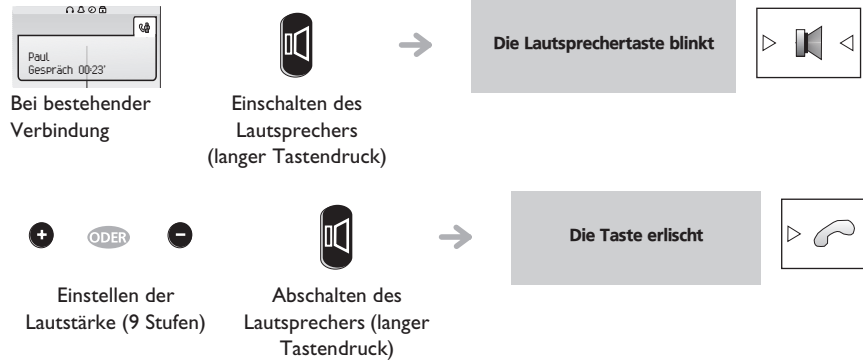 Paul
Gespräch 00:23'
Bei bestehender
Verbindung
Einschalten des
Lautsprechers
(langer Tastendruck)
Die Lautsprechertaste blinkt
ODER
Einstellen der
Lautstärke (9 Stufen)
Abschalten des
Lautsprechers (langer
Tastendruck)
Die Taste erlischt